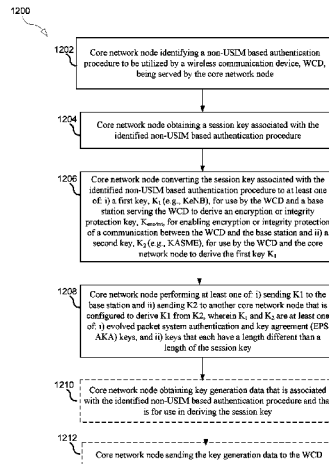 1200
1202
Core network node identifying a non-USIM based authentication
procedure to be utilized by a wireless communication device, WCD,
being served by the core network node
1204
Core network node obtaining a session key associated with the
identified non-USIM based authentication procedure
1206
Core network node converting the session key associated with the
identified non-USIM based authentication procedure to at least one
of: i) a first key, K₁ (e.g., KeNB), for use by the WCD and a base
station serving the WCD to derive an encryption or integrity
protection key, for enabling encryption or integrity protection
of a communication between the WCD and the base station and ii) a
second key, K₂ (e.g., KASME), for use by the WCD and the core
network node to derive the first key K₁
1208
Core network node performing at least one of: i) sending K1 to the
base station and ii) sending K2 to another core network node that is
configured to derive K1 from K2, wherein K₁ and K₂ are at least one
of; i) evolved packet system authentication and key agreement (EPS-
AKA) keys, and ii) keys that each have a length different than a
length of the session key
1210
Core network node obtaining key generation data that is associated
with the identified non-USIM based authentication procedure and that
is for use in deriving the session key
1212
Core network node sending the key generation data to the WCD